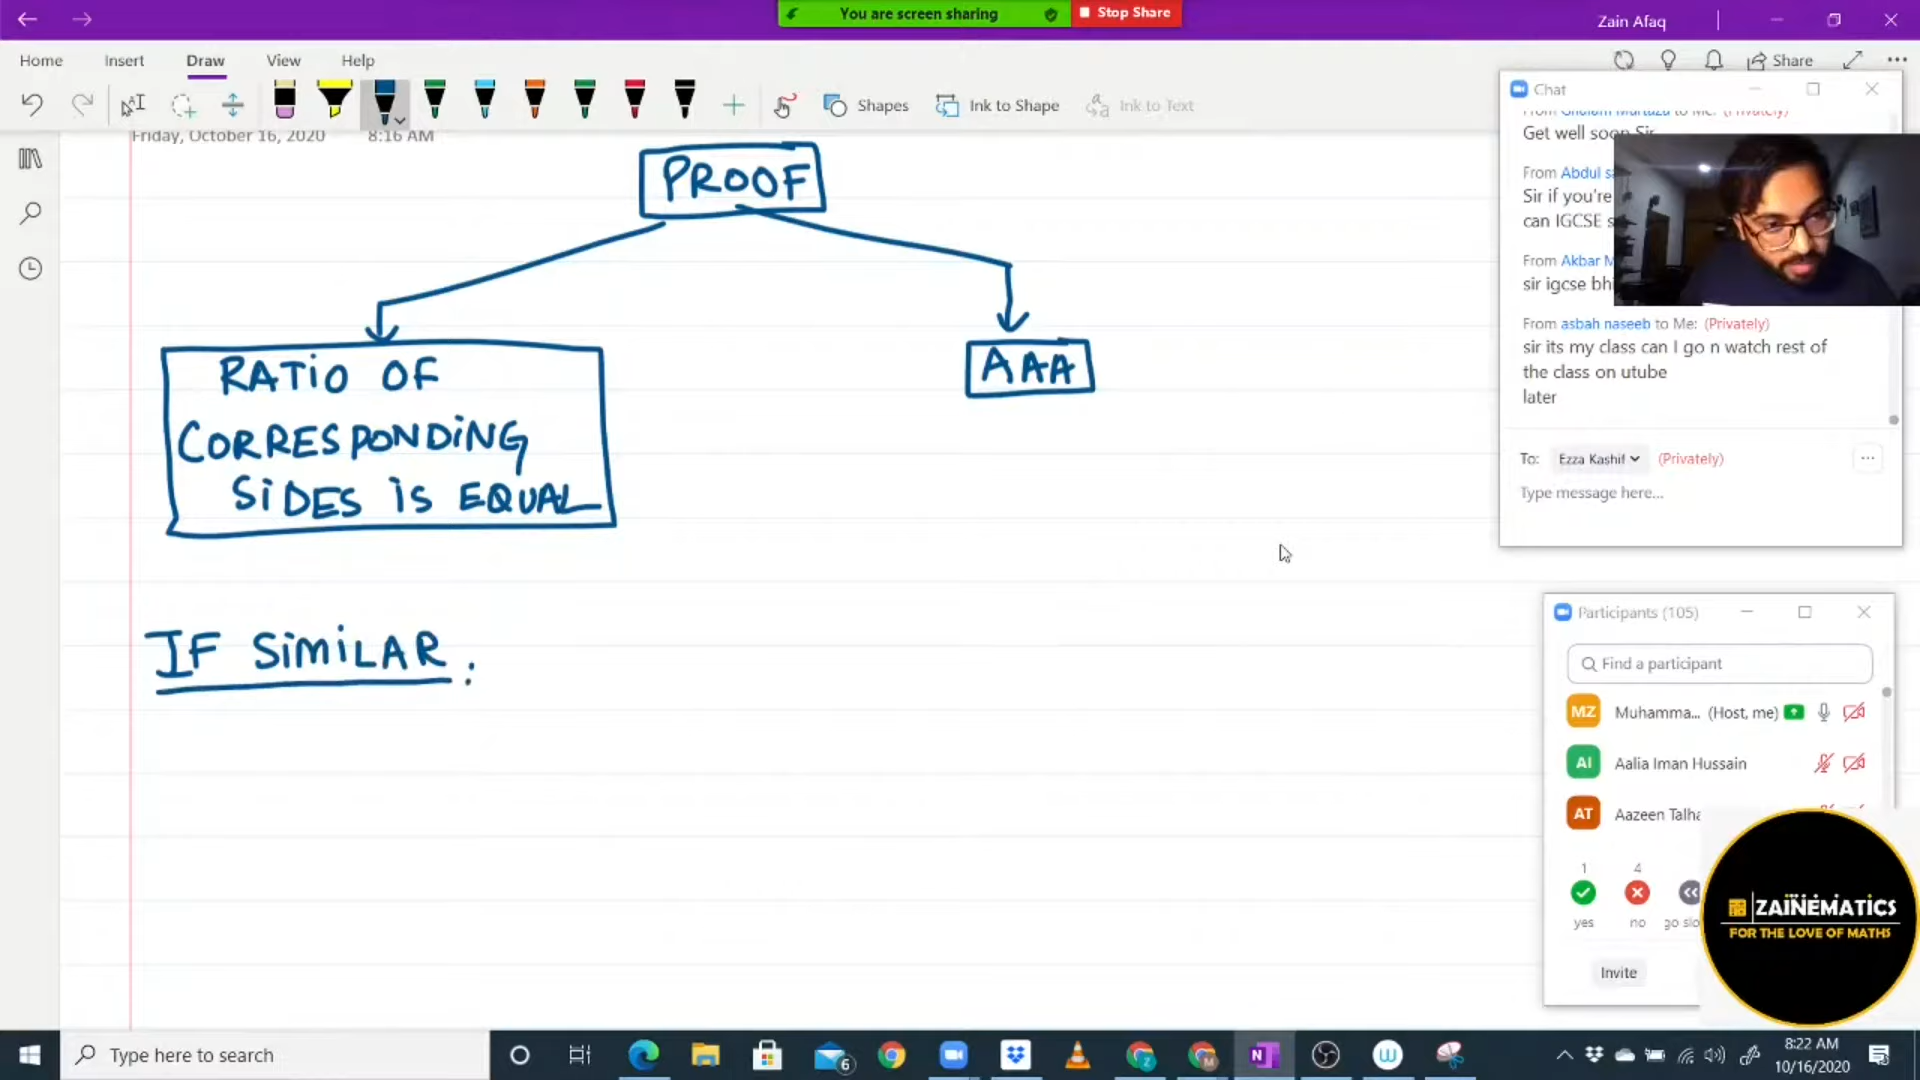 You are screen sharing
Stop Share
Zain Afaq
Home
Insert
Draw
View
Help
Share
Shapes
Ink to Shape
Ink to Text
Friday, October 16, 2020
8:16 AM
PROOF
RATIO OF
CORRESPONDING
SIDES IS EQUAL
AAA
IF SIMILAR:
Chat
to Me: (Privately)
Get well soon Sir
From Abdul
Sir if you're
can IGCSE
From Akbar
sir igcse bhi
From asbah naseeb to Me: (Privately)
sir its my class can I go n watch rest of
the class on utube
later
To: Ezza Kashif (Privately)
Type message here...
Participants (105)
Find a participant
MZ Muhamma... (Host, me)
AI Aalia Iman Hussain
AT Aazeen Talha
1 4
yes no go slo
Invite
ZAINEMATICS
FOR THE LOVE OF MATHS
Type here to search
6
8:22 AM
10/16/2020